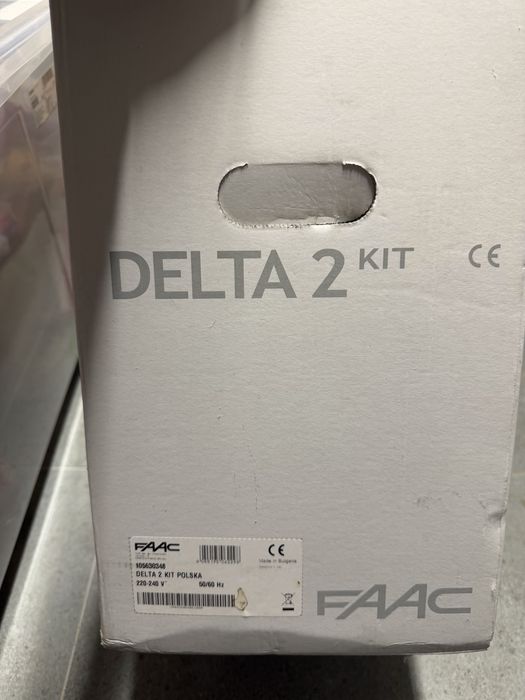 DELTA 2 KIT CE
FAAC
CE
Made in Bulgaria
105630348
DELTA 2 KIT POLSKA
220-240 V~ 50/60 Hz
FAAC